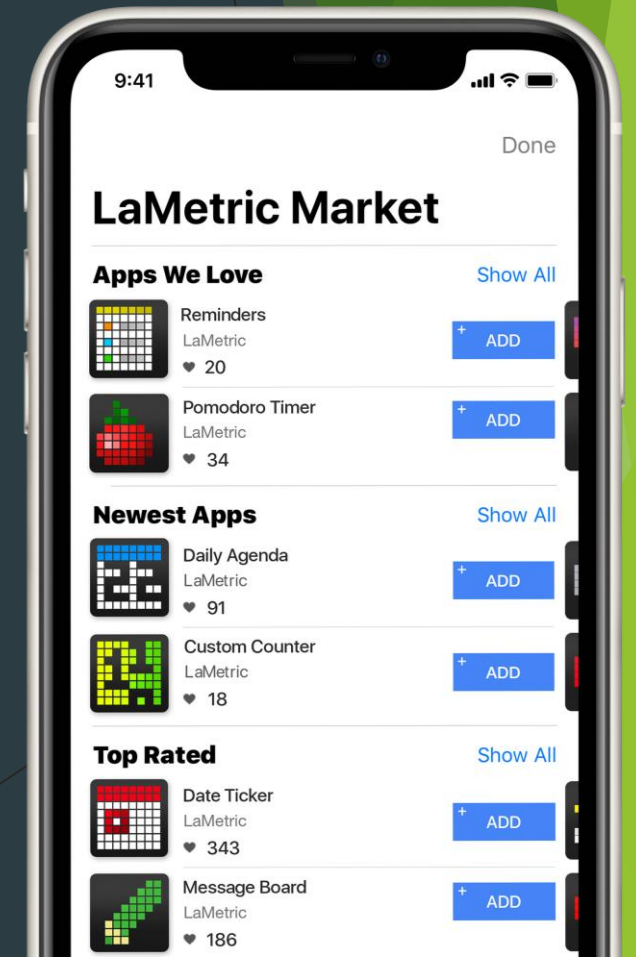 9:41
Done
LaMetric Market
Apps We Love Show All
Reminders
LaMetric
20
+ ADD
Pomodoro Timer
LaMetric
34
+ ADD
Newest Apps Show All
Daily Agenda
LaMetric
91
+ ADD
Custom Counter
LaMetric
18
+ ADD
Top Rated Show All
Date Ticker
LaMetric
343
+ ADD
Message Board
LaMetric
186
+ ADD